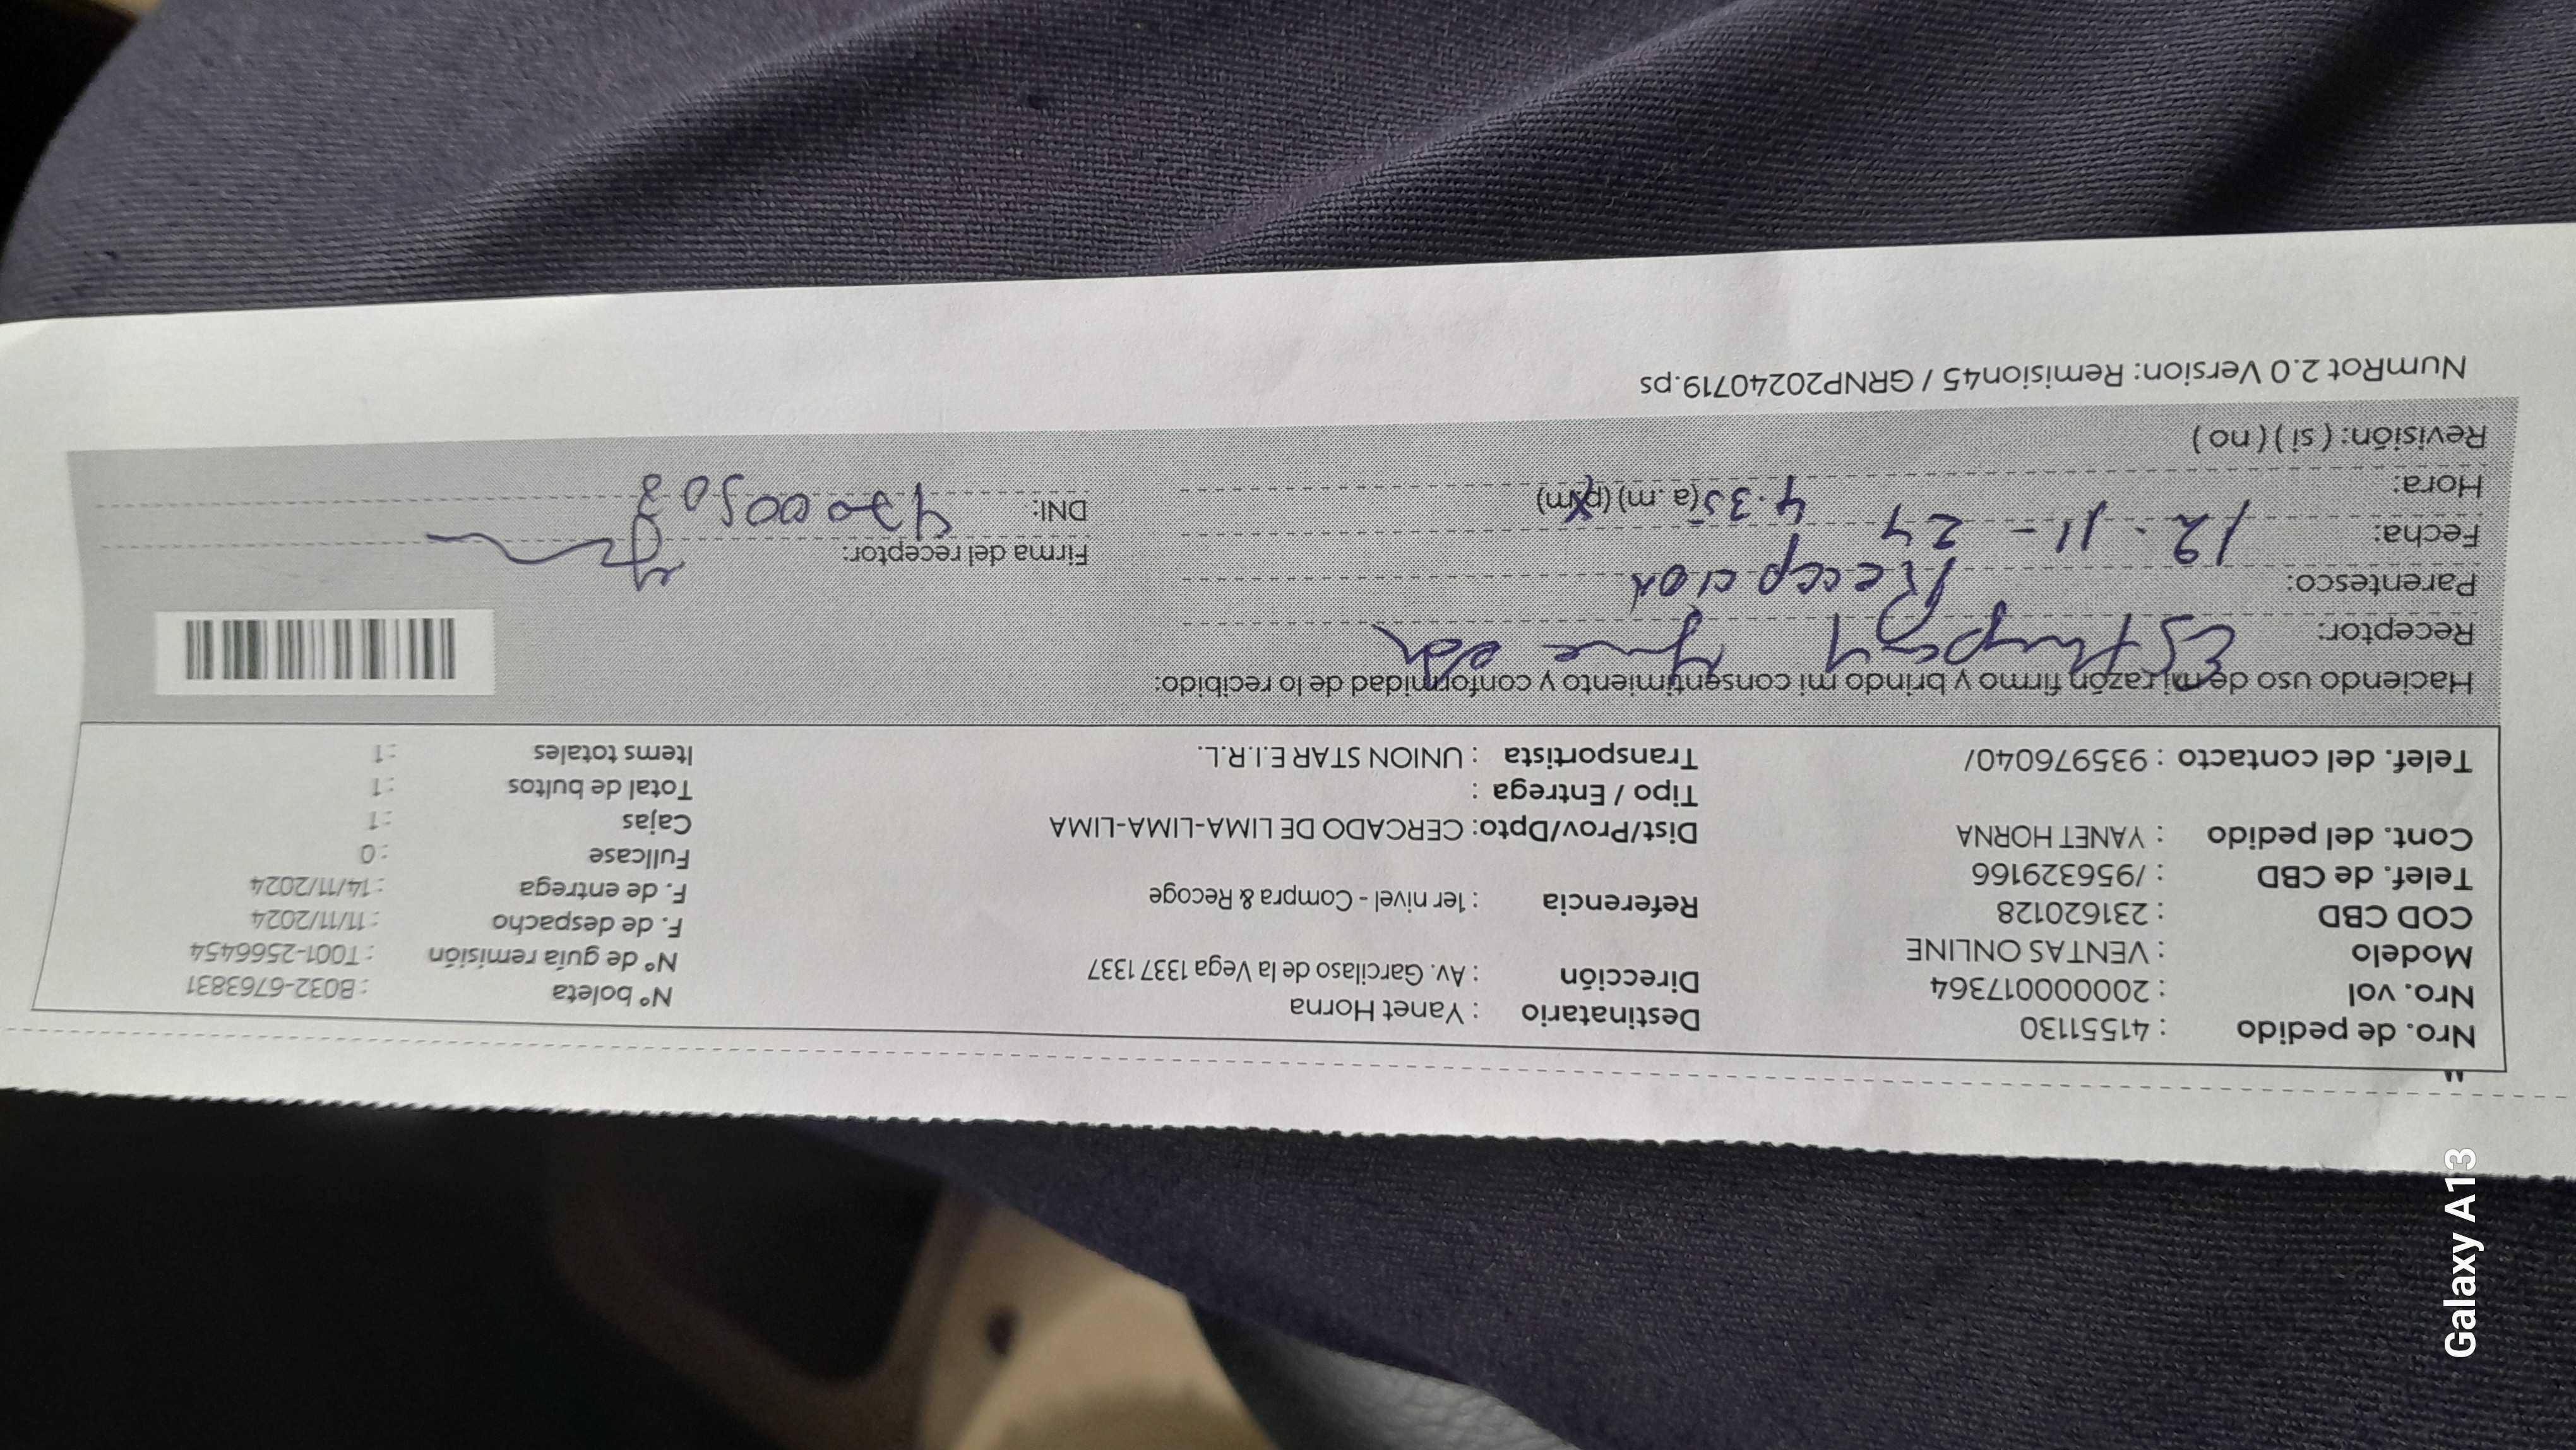 Nro. de pedido : 41551130
Nro. vol : 20000017364
Modelo : VENTAS ONLINE
COD CBD : 231620128
Telef. de CBD : /956329166
Cont. del pedido : YANET HORNA
Telef. del contacto : 935976040/
Destinatario : Yanet Horna
Dirección : Av. Garcilaso de la Vega 1337 1337
Referencia : 1er nivel - Compra & Recoge
Dist/Prov/Dpto: CERCADO DE LIMA-LIMA-LIMA
Tipo / Entrega :
Transportista : UNION STAR E.I.R.L.
N° boleta : B032-6763831
N° de guía remisión : T001-2566454
F. de despacho : 11/11/2024
F. de entrega : 14/11/2024
Fullcase : 0
Cajas : 1
Total de bultos : 1
Items totales : 1
Haciendo uso de mi razón firmo y brindo mi consentimiento y conformidad de lo recibido:
Receptor:
Parentesco: Recepcion
Fecha: 12 - 11 - 24
Hora: 4.35 (a. m) (pm)
Revisión: ( si ) ( no )
Firma del receptor:
DNI:
NumRot 2.0 Version: Remision45 / GRNP20240719.ps
Galaxy A13